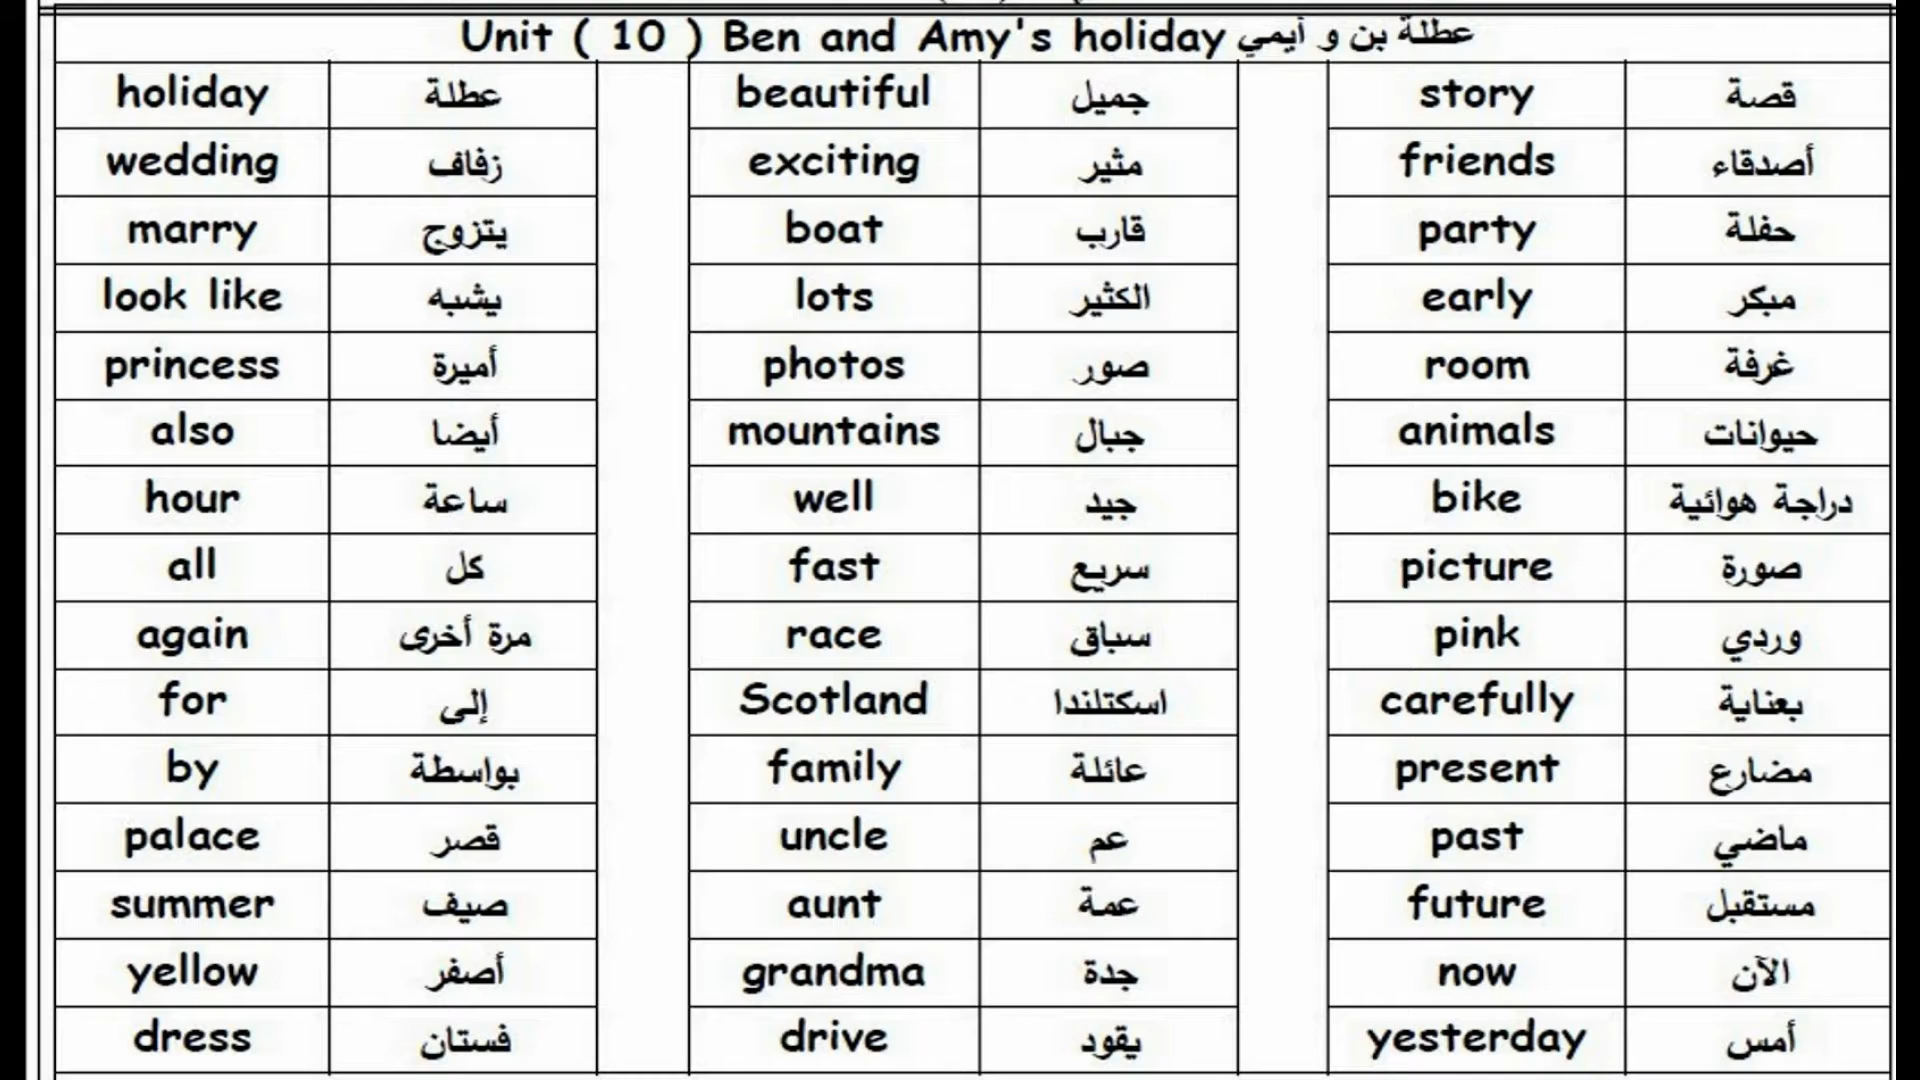 Unit ( 10 ) Ben and Amy's holiday عطلة بن و أيمي
holiday عطلة beautiful جميل story قصة
wedding زفاف exciting مثير friends أصدقاء
marry يتزوج boat قارب party حفلة
look like يشبه lots الكثير early مبكر
princess أميرة photos صور room غرفة
also أيضا mountains جبال animals حيوانات
hour ساعة well جيد bike دراجة هوائية
all كل fast سريع picture صورة
again مرة أخرى race سباق pink وردي
for إلى Scotland اسكتلندا carefully بعناية
by بواسطة family عائلة present مضارع
palace قصر uncle عم past ماضي
summer صيف aunt عمة future مستقبل
yellow أصفر grandma جدة now الآن
dress فستان drive يقود yesterday أمس